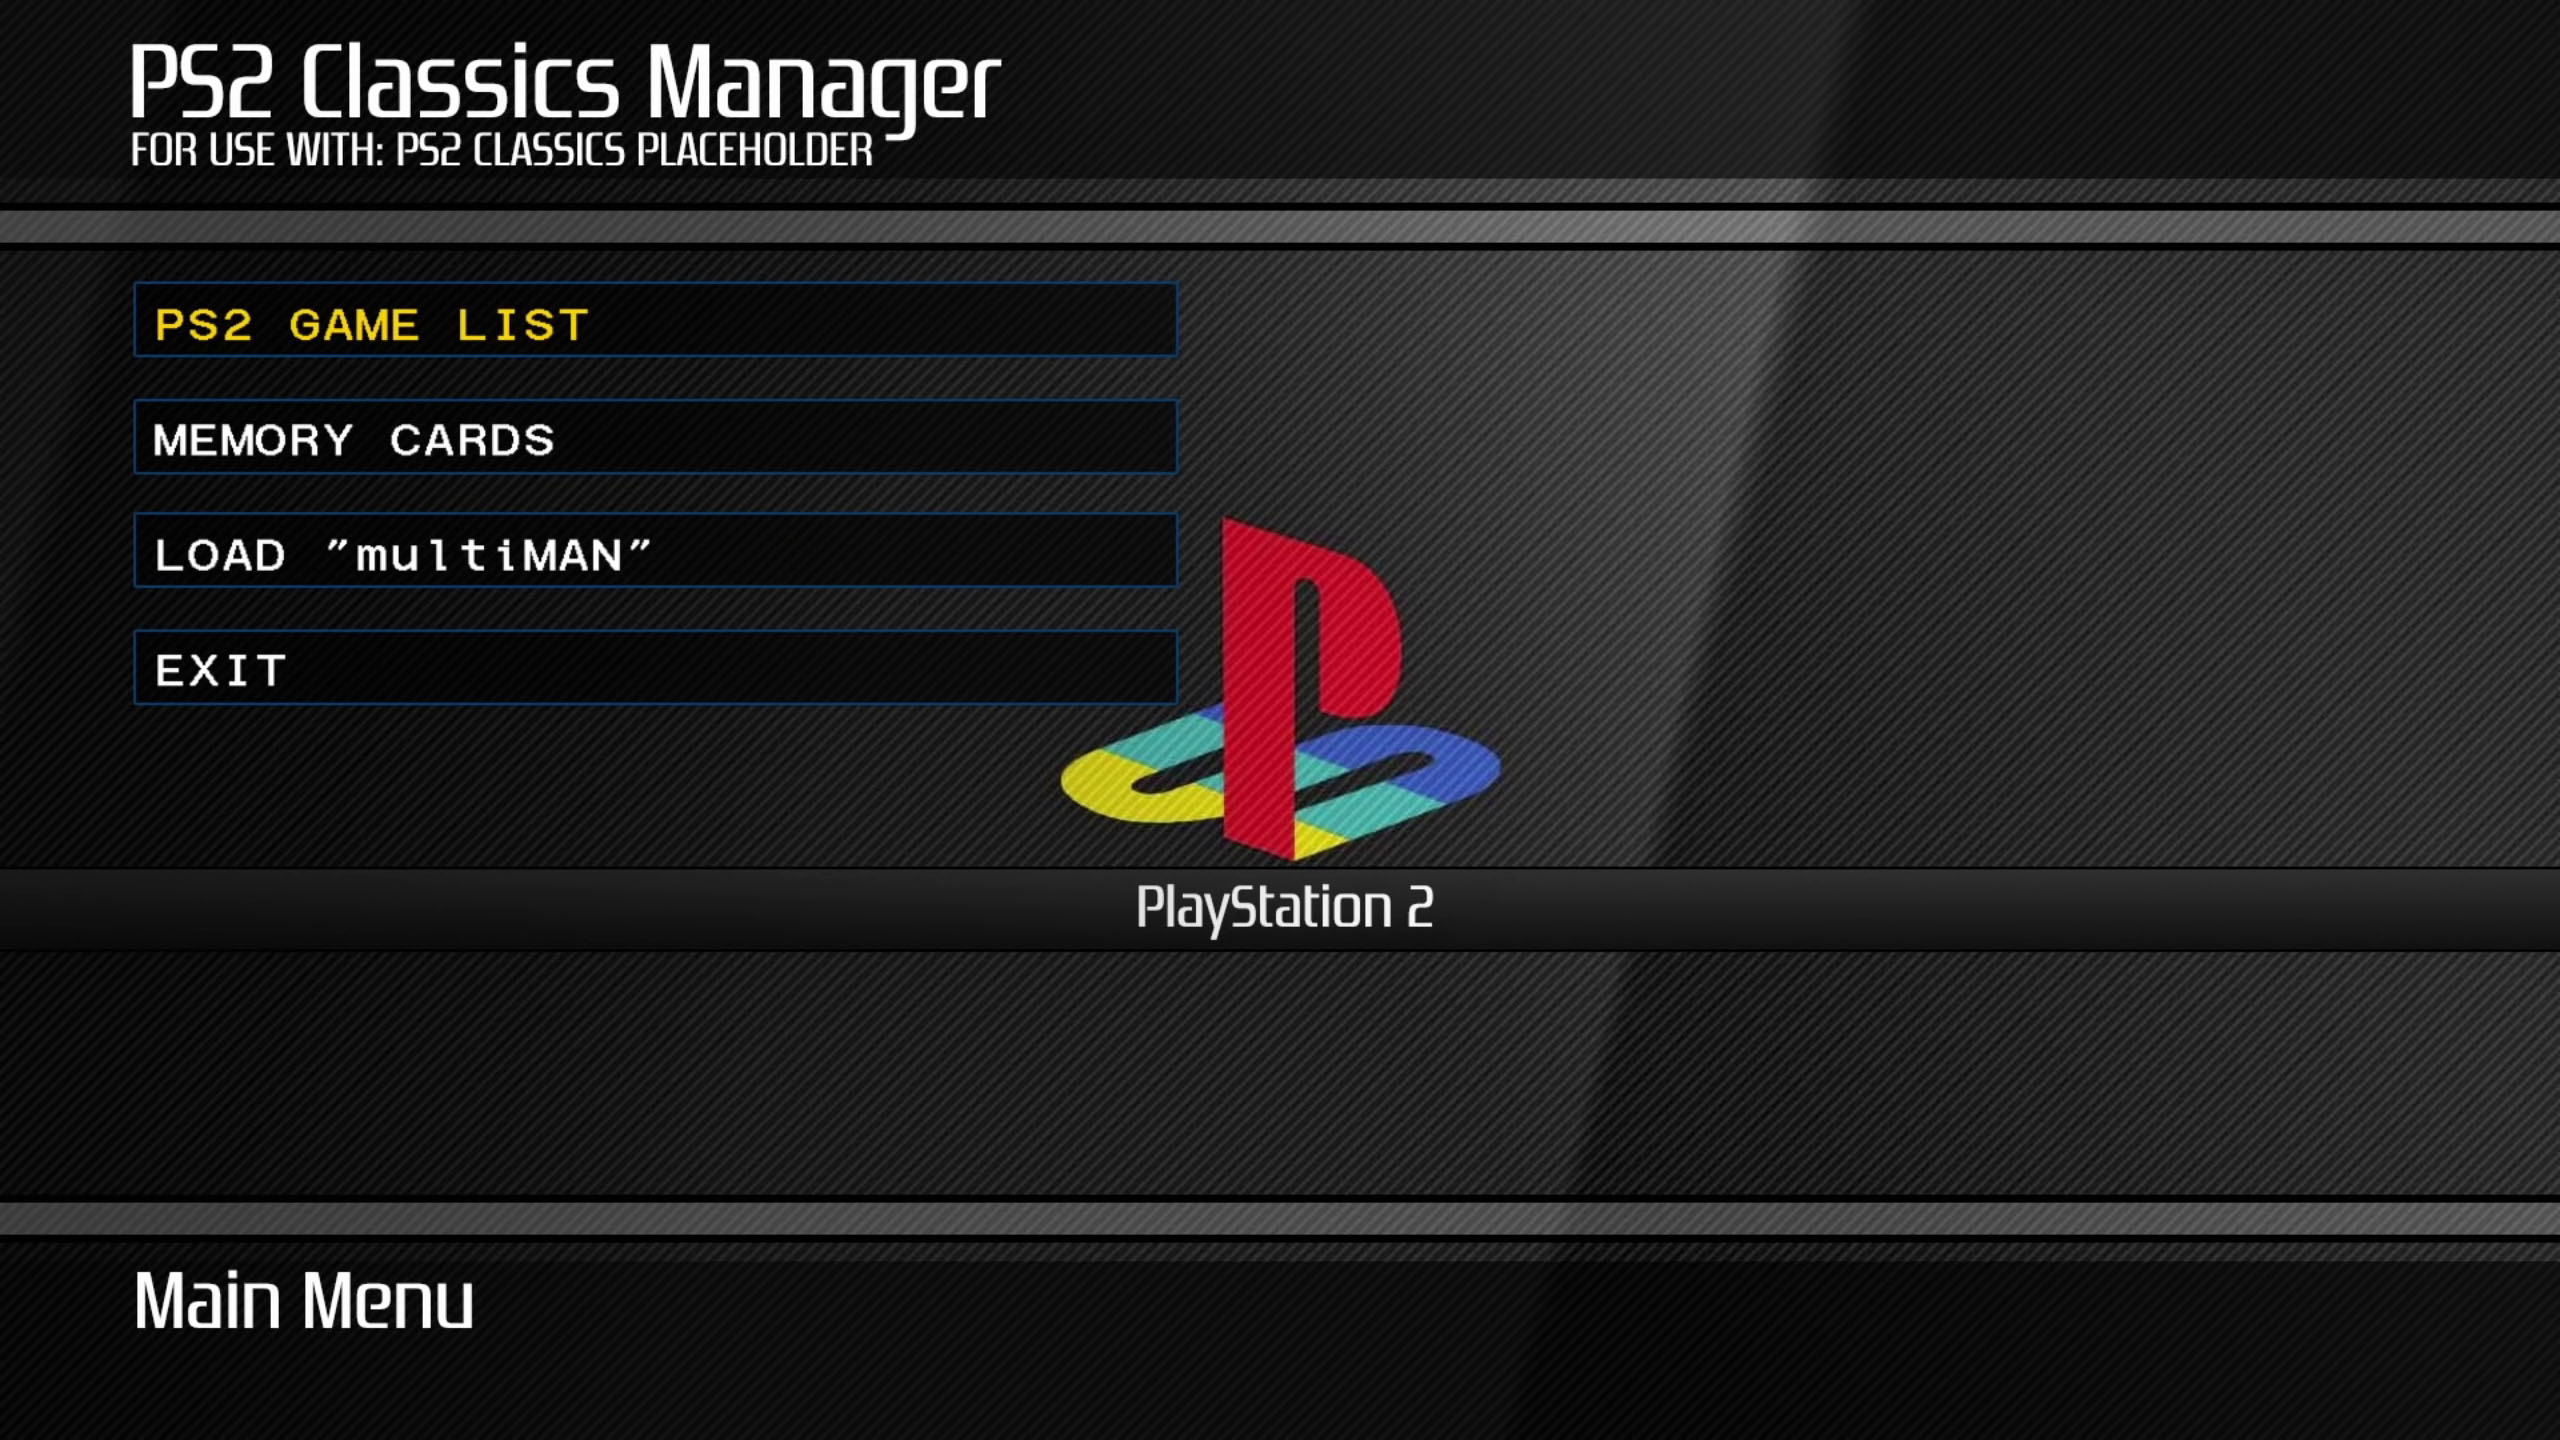 PS2 Classics Manager
FOR USE WITH: PS2 CLASSICS PLACEHOLDER
PS2 GAME LIST
MEMORY CARDS
LOAD "multiMAN"
EXIT
PlayStation 2
Main Menu